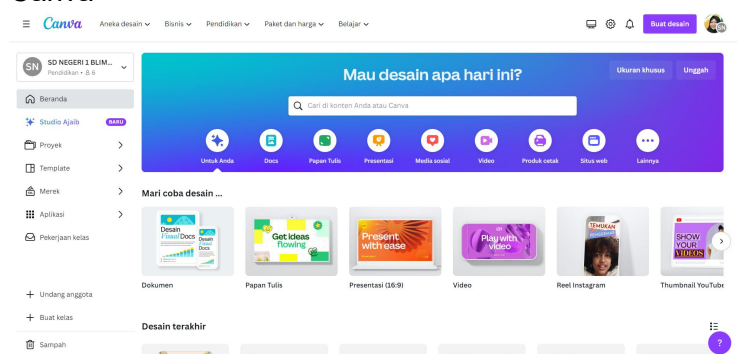 Canva
Canva Aneka desain Bisnis Pendidikan Paket dan harga Belajar Buat desain SN
SN SD NEGERI 1 BLIM...
Pendidikan • 6
Beranda
Studio Ajaib BARU
Proyek
Template
Merek
Aplikasi
Pekerjaan kelas
Undang anggota
Buat kelas
Sampah
Mau desain apa hari ini?
Ukuran khusus Unggah
Cari di konten Anda atau Canva
Untuk Anda Docs Papan Tulis Presentasi Media sosial Video Produk cetak Situs web Lainnya
Mari coba desain ...
Desain
Visual Docs
Desain
Visual Docs
Get ideas
flowing
Present
with ease
Play with
video
TEMUKAN
SHOW
YOUR
VIDEOS
Dokumen Papan Tulis Presentasi (16:9) Video Reel Instagram Thumbnail YouTube
Desain terakhir
?